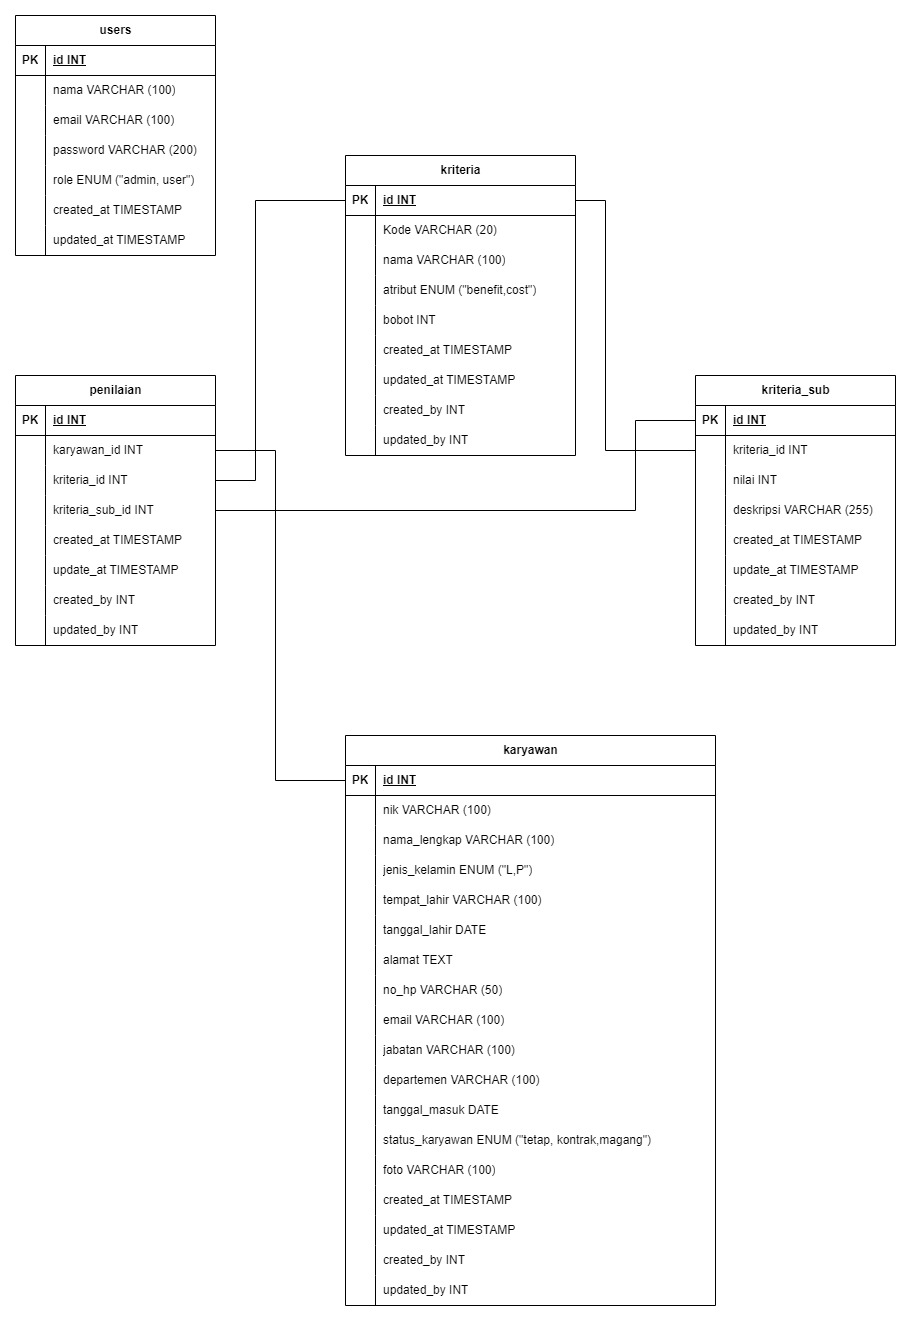 users
PK id INT
nama VARCHAR (100)
email VARCHAR (100)
password VARCHAR (200)
role ENUM ("admin, user")
created_at TIMESTAMP
updated_at TIMESTAMP
kriteria
PK id INT
Kode VARCHAR (20)
nama VARCHAR (100)
atribut ENUM ("benefit,cost")
bobot INT
created_at TIMESTAMP
updated_at TIMESTAMP
created_by INT
updated_by INT
penilaian
PK id INT
karyawan_id INT
kriteria_id INT
kriteria_sub_id INT
created_at TIMESTAMP
update_at TIMESTAMP
created_by INT
updated_by INT
kriteria_sub
PK id INT
kriteria_id INT
nilai INT
deskripsi VARCHAR (255)
created_at TIMESTAMP
update_at TIMESTAMP
created_by INT
updated_by INT
karyawan
PK id INT
nik VARCHAR (100)
nama_lengkap VARCHAR (100)
jenis_kelamin ENUM ("L,P")
tempat_lahir VARCHAR (100)
tanggal_lahir DATE
alamat TEXT
no_hp VARCHAR (50)
email VARCHAR (100)
jabatan VARCHAR (100)
departemen VARCHAR (100)
tanggal_masuk DATE
status_karyawan ENUM ("tetap, kontrak,magang")
foto VARCHAR (100)
created_at TIMESTAMP
updated_at TIMESTAMP
created_by INT
updated_by INT